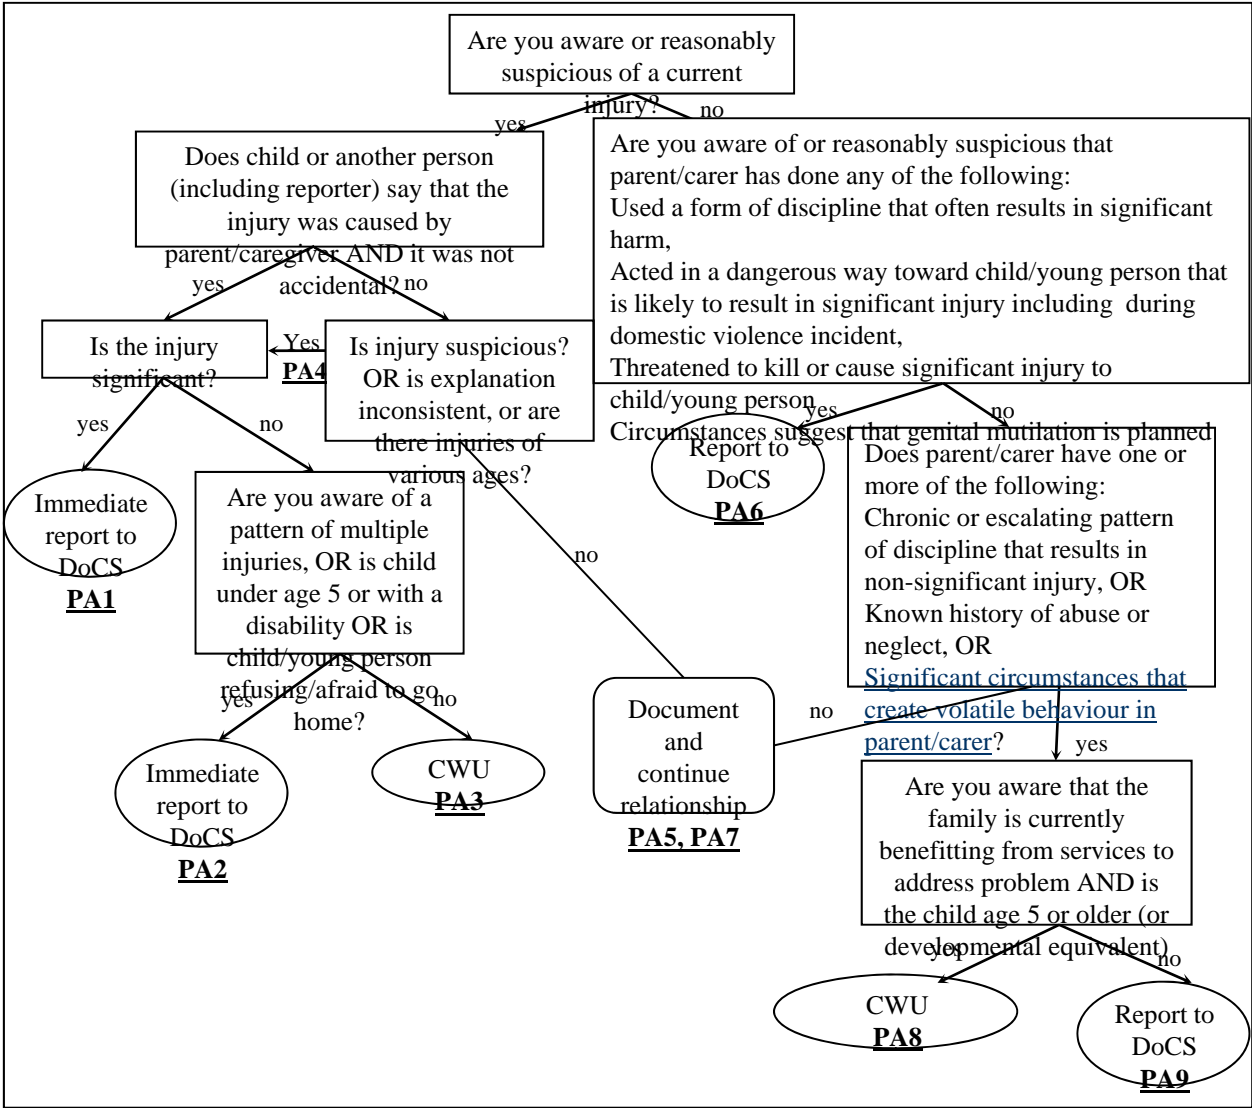 Are you aware or reasonably
suspicious of a current
injury?
yes
no
Does child or another person
(including reporter) say that the
injury was caused by
parent/caregiver AND it was not
accidental?
yes
no
Are you aware of or reasonably suspicious that
parent/carer has done any of the following:
Used a form of discipline that often results in significant
harm,
Acted in a dangerous way toward child/young person that
is likely to result in significant injury including during
domestic violence incident,
Threatened to kill or cause significant injury to
child/young person
Circumstances suggest that genital mutilation is planned
yes
no
Is the injury
significant?
Yes
PA4
Is injury suspicious?
OR is explanation
inconsistent, or are
there injuries of
various ages?
yes
no
no
Report to
DoCS
PA6
Does parent/carer have one or
more of the following:
Chronic or escalating pattern
of discipline that results in
non-significant injury, OR
Known history of abuse or
neglect, OR
Significant circumstances that
create volatile behaviour in
parent/carer?
no
yes
Immediate
report to
DoCS
PA1
Are you aware of a
pattern of multiple
injuries, OR is child
under age 5 or with a
disability OR is
child/young person
refusing/afraid to go
home?
yes
no
Document
and
continue
relationship
PA5, PA7
Immediate
report to
DoCS
PA2
CWU
PA3
Are you aware that the
family is currently
benefitting from services to
address problem AND is
the child age 5 or older (or
developmental equivalent)
yes
no
CWU
PA8
Report to
DoCS
PA9